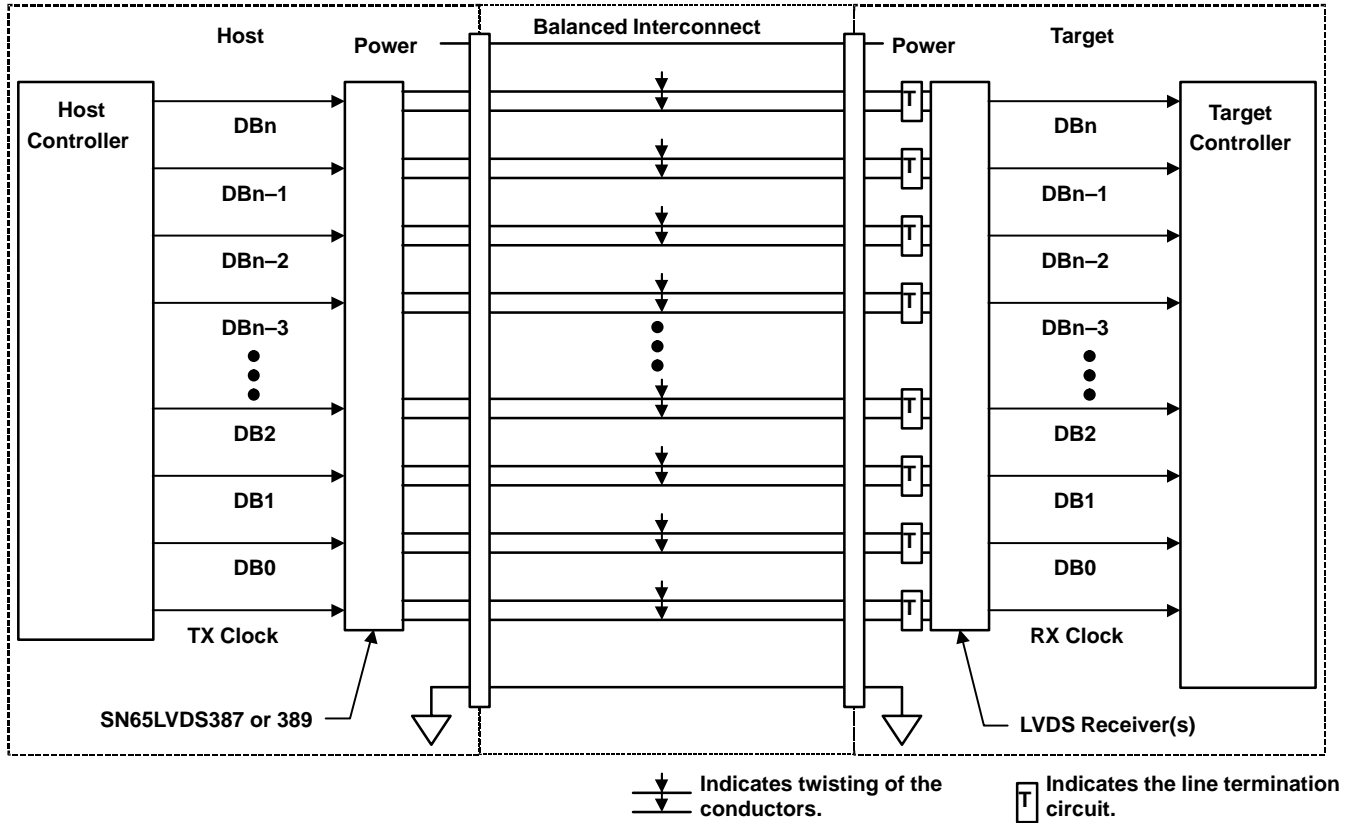 Host
Power
Balanced Interconnect
Power
Target
Host
Controller
DBn
DBn–1
DBn–2
DBn–3
DB2
DB1
DB0
TX Clock
SN65LVDS387 or 389
T
T
T
T
T
T
T
T
DBn
DBn–1
DBn–2
DBn–3
DB2
DB1
DB0
RX Clock
LVDS Receiver(s)
Target
Controller
Indicates twisting of the
conductors.
T
Indicates the line termination
circuit.